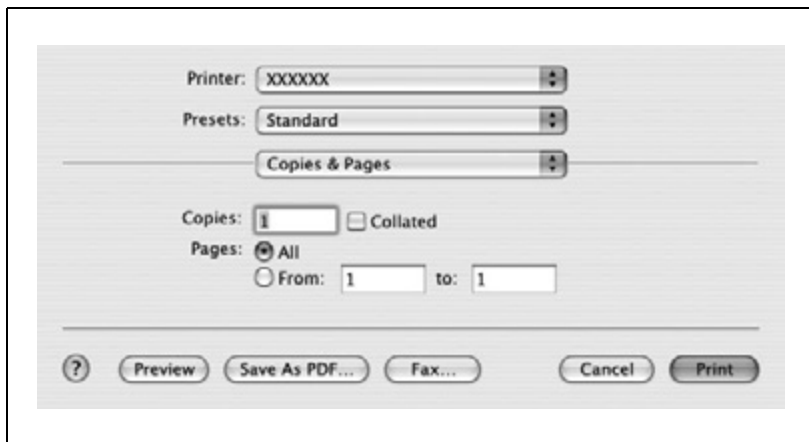 Printer: XXXXXX
Presets: Standard
Copies & Pages
Copies: 1 Collated
Pages: All
From: 1 to: 1
? Preview Save As PDF... Fax... Cancel Print